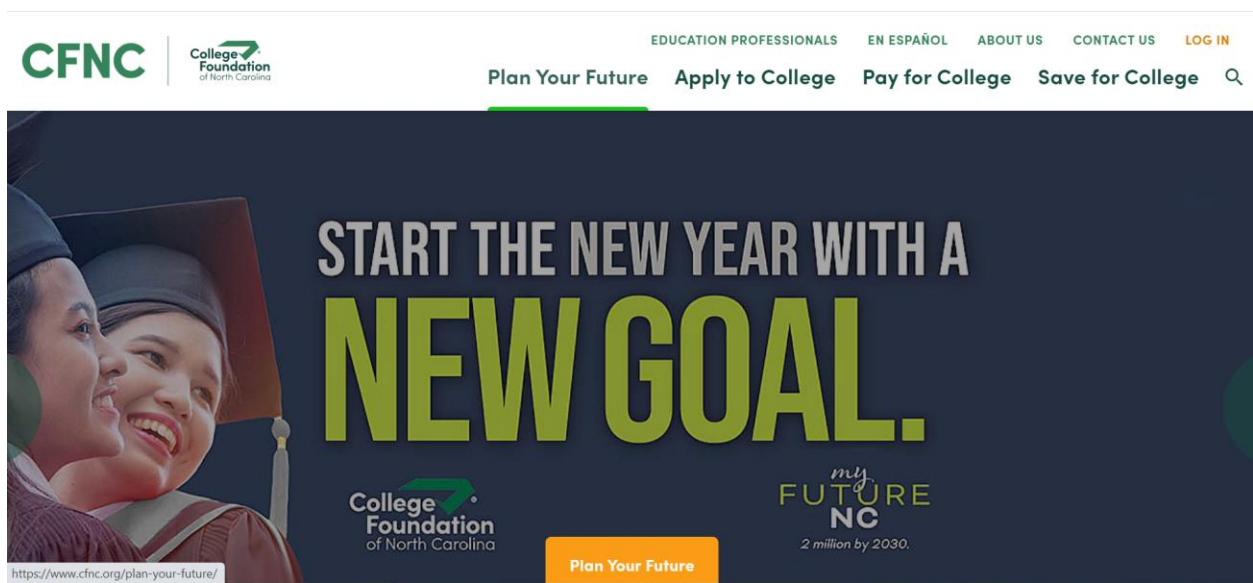 EDUCATION PROFESSIONALS EN ESPAÑOL ABOUT US CONTACT US LOG IN
CFNC
College
Foundation
of North Carolina
Plan Your Future Apply to College Pay for College Save for College
START THE NEW YEAR WITH A
NEW GOAL.
College
Foundation
of North Carolina
my
FUTURE
NC
2 million by 2030.
Plan Your Future
https://www.cfnc.org/plan-your-future/